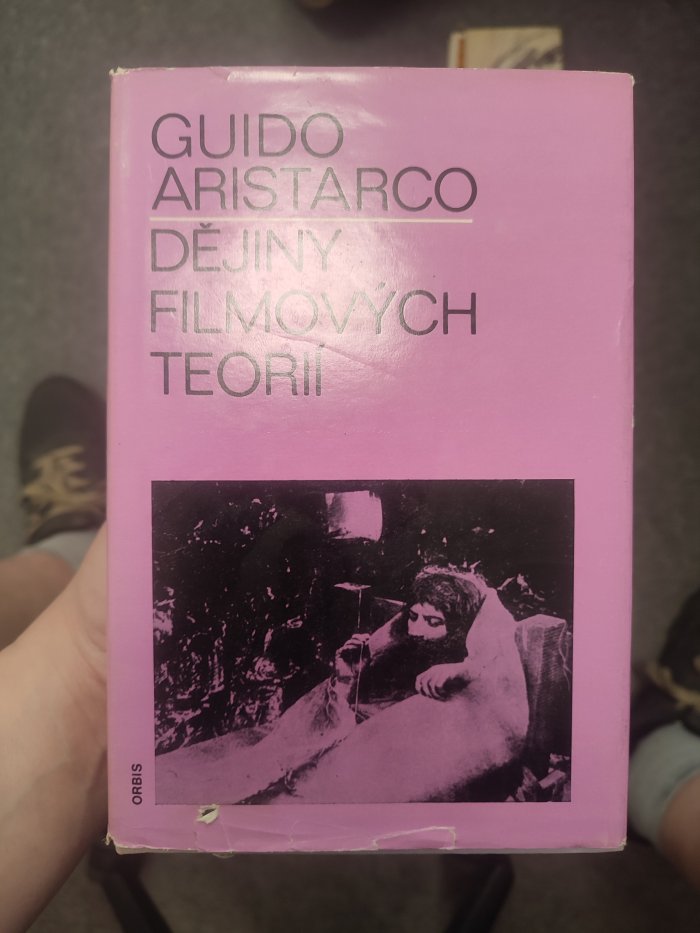 GUIDO
ARISTARCO
DĚJINY
FILMOVÝCH
TEORIÍ
ORBIS